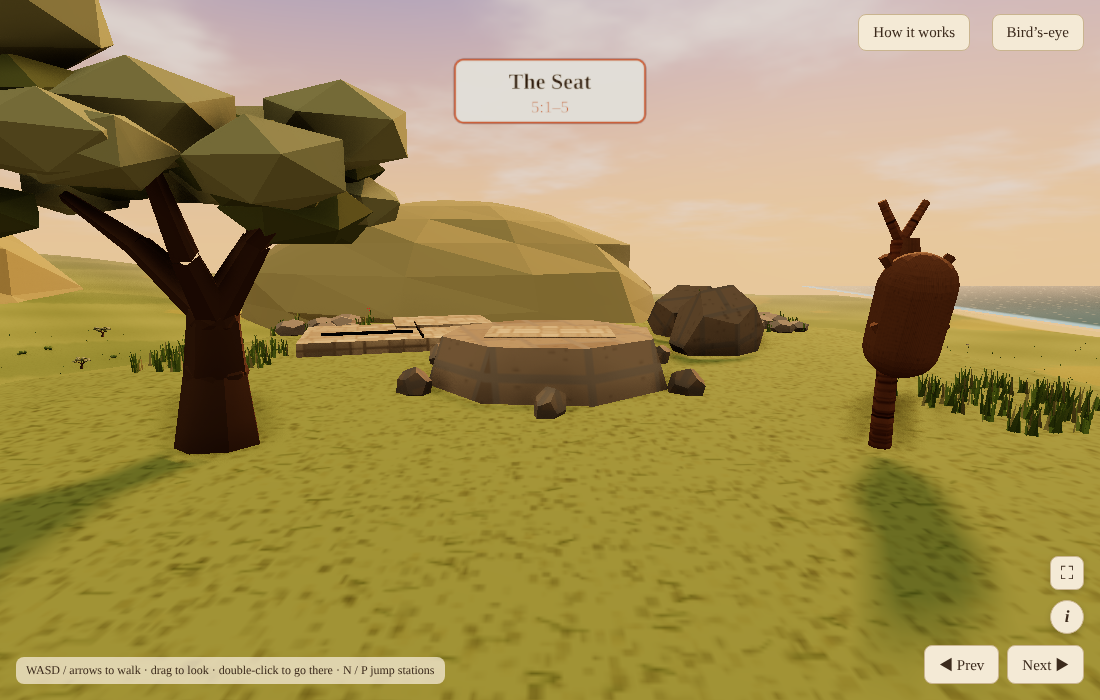 How it works
Bird's-eye
The Seat
5:1–5
i
WASD / arrows to walk · drag to look · double-click to go there · N / P jump stations
◀ Prev
Next ▶